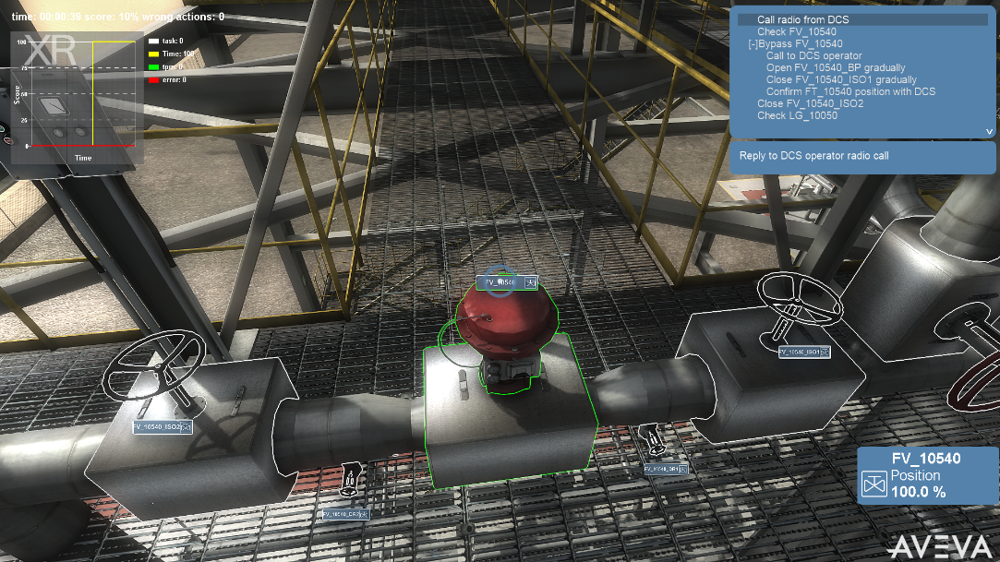 time: 00:00:39 score: 10% wrong actions: 0
XR
100
75
50
25
0
Score
Time
task: 0
Time: 100
tpm: 0
error: 0
Call radio from DCS
Check FV_10540
[-]Bypass FV_10540
Call to DCS operator
Open FV_10540_BP gradually
Close FV_10540_ISO1 gradually
Confirm FT_10540 position with DCS
Close FV_10540_ISO2
Check LG_10050
v
Reply to DCS operator radio call
FV_10540
FV_10540_ISO1
FV_10540_ISO2
FV_10540_DR1
FV_10540_DR2
FV_10540
Position
100.0 %
AVEVA